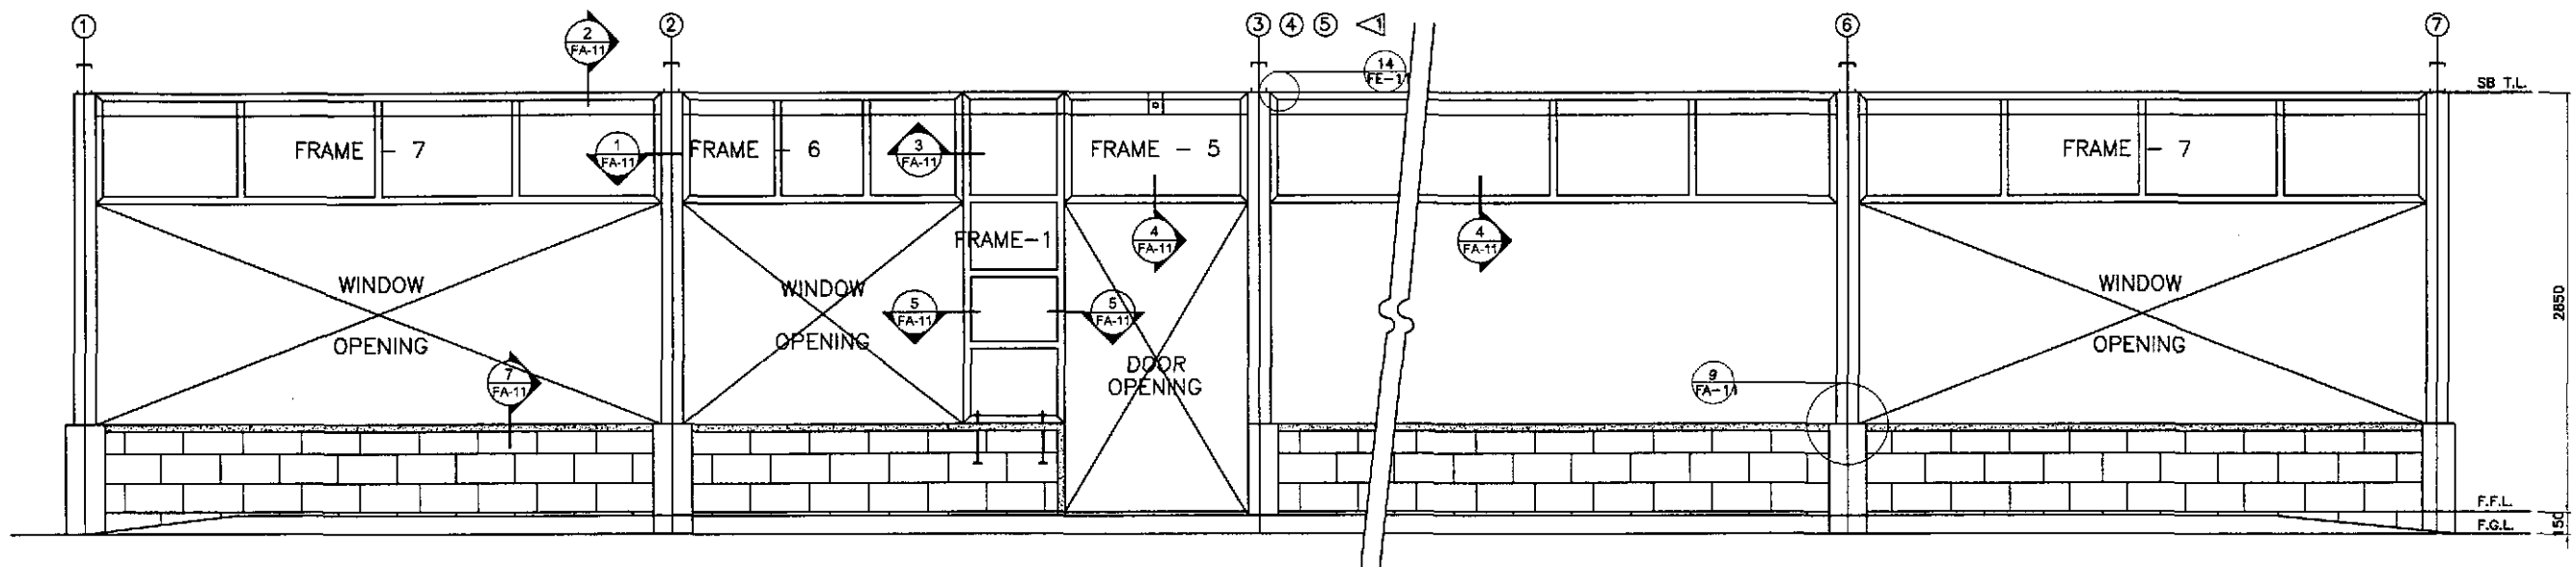 1
2
3 4 5 1
6
7
2
FA-11
14
SB T.L.
FRAME - 7
1
FA-11
FRAME - 6
3
FA-11
FRAME - 5
FRAME - 7
FRAME-1
4
FA-11
4
FA-11
WINDOW
OPENING
WINDOW
OPENING
5
FA-11
5
FA-11
WINDOW
OPENING
2850
7
FA-11
DOOR
OPENING
9
FA-11
F.F.L.
F.G.L.
150